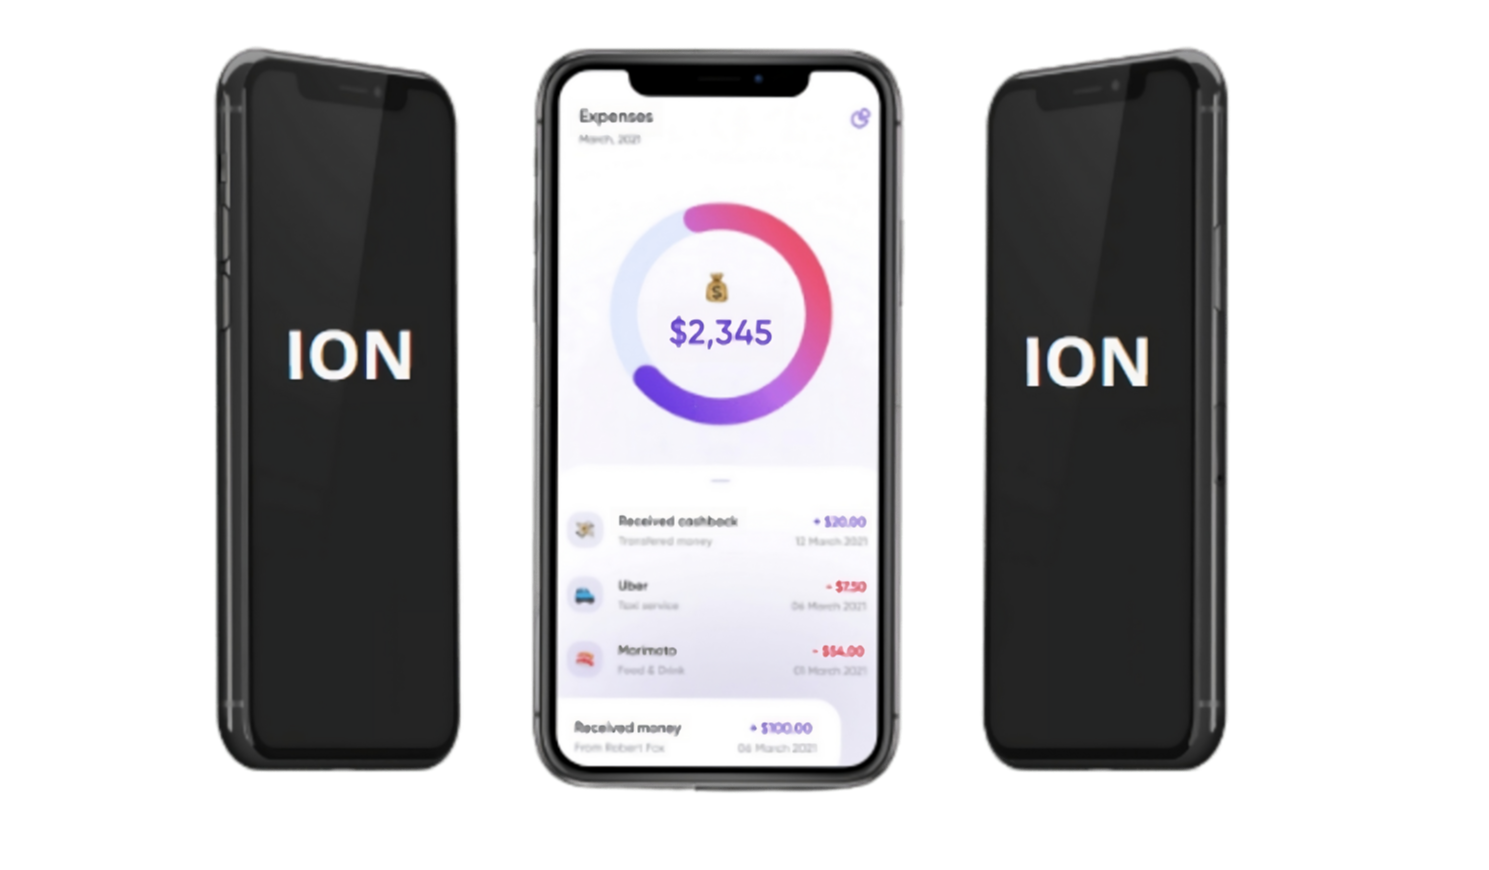 ION
Expenses
March, 2021
$2,345
Received cashback
+ $20.00
Transfered money
12 March 2021
Uber
- $7.50
Taxi service
06 March 2021
Morimoto
- $54.00
Food & Drink
01 March 2021
Received money
+ $100.00
From Robert Fox
06 March 2021
ION